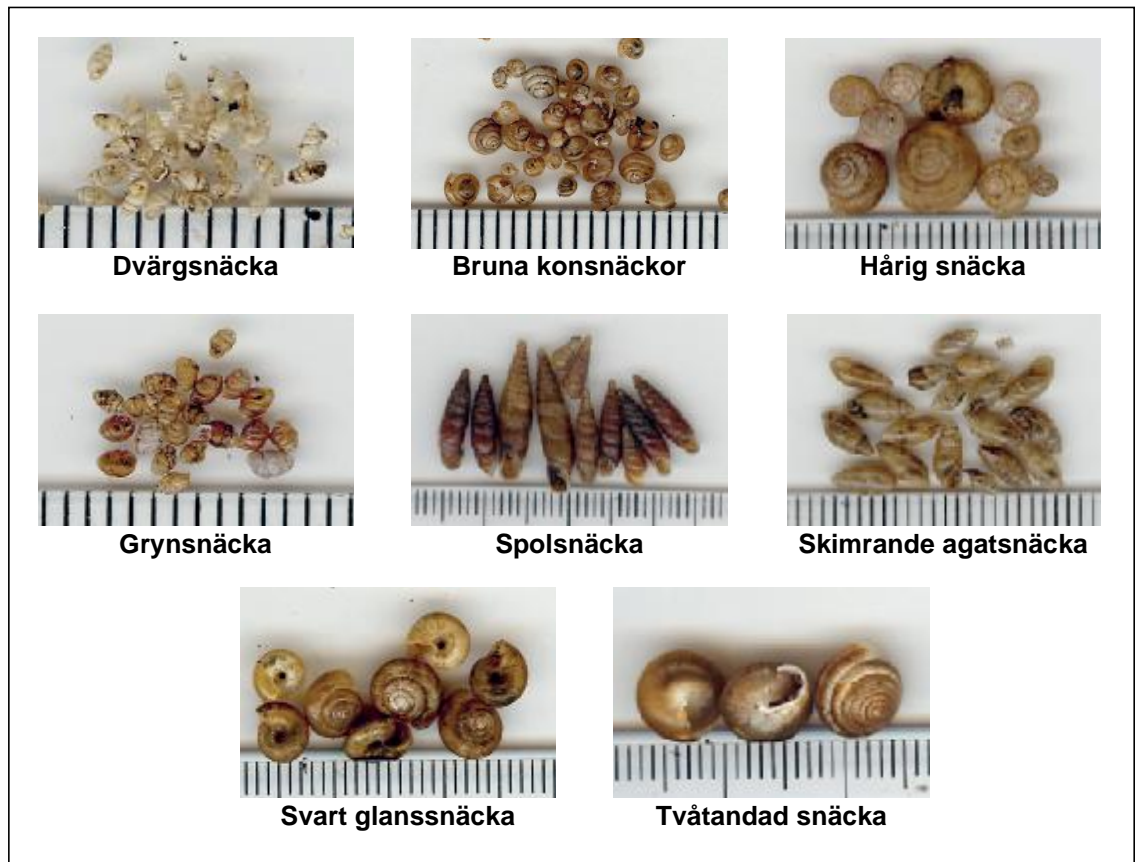 Dvärgsnäcka
Bruna konsnäckor
Hårig snäcka
Grynsnäcka
Spolsnäcka
Skimrande agatsnäcka
Svart glanssnäcka
Tvåtandad snäcka